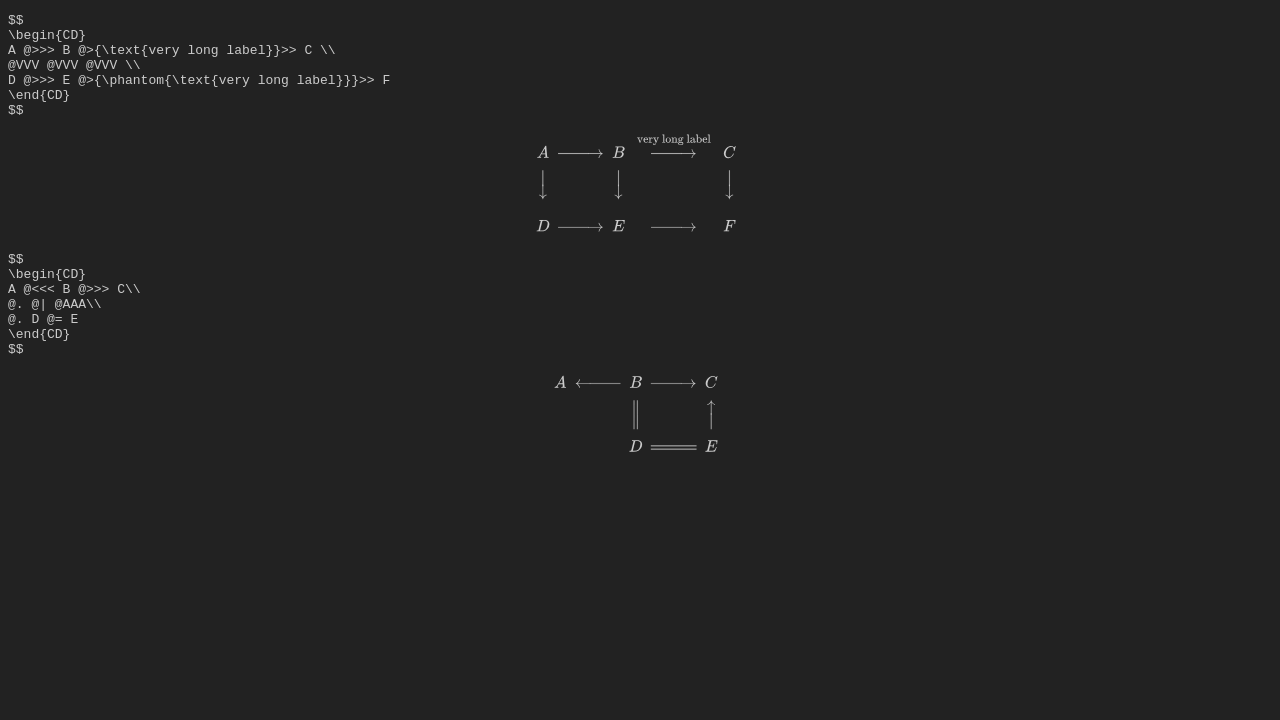 $$
\begin{CD}
A @>>> B @>{\text{very long label}}>> C \\
@VVV @VVV @VVV \\
D @>>> E @>{\phantom{\text{very long label}}}>> F
\end{CD}
$$
very long label
A ⟶ B ⟶ C
↓ ↓ ↓
D ⟶ E ⟶ F
$$
\begin{CD}
A @<<< B @>>> C\\
@. @| @AAA\\
@. D @= E
\end{CD}
$$
A ⟵ B ⟶ C
‖ ↑
D ═ E